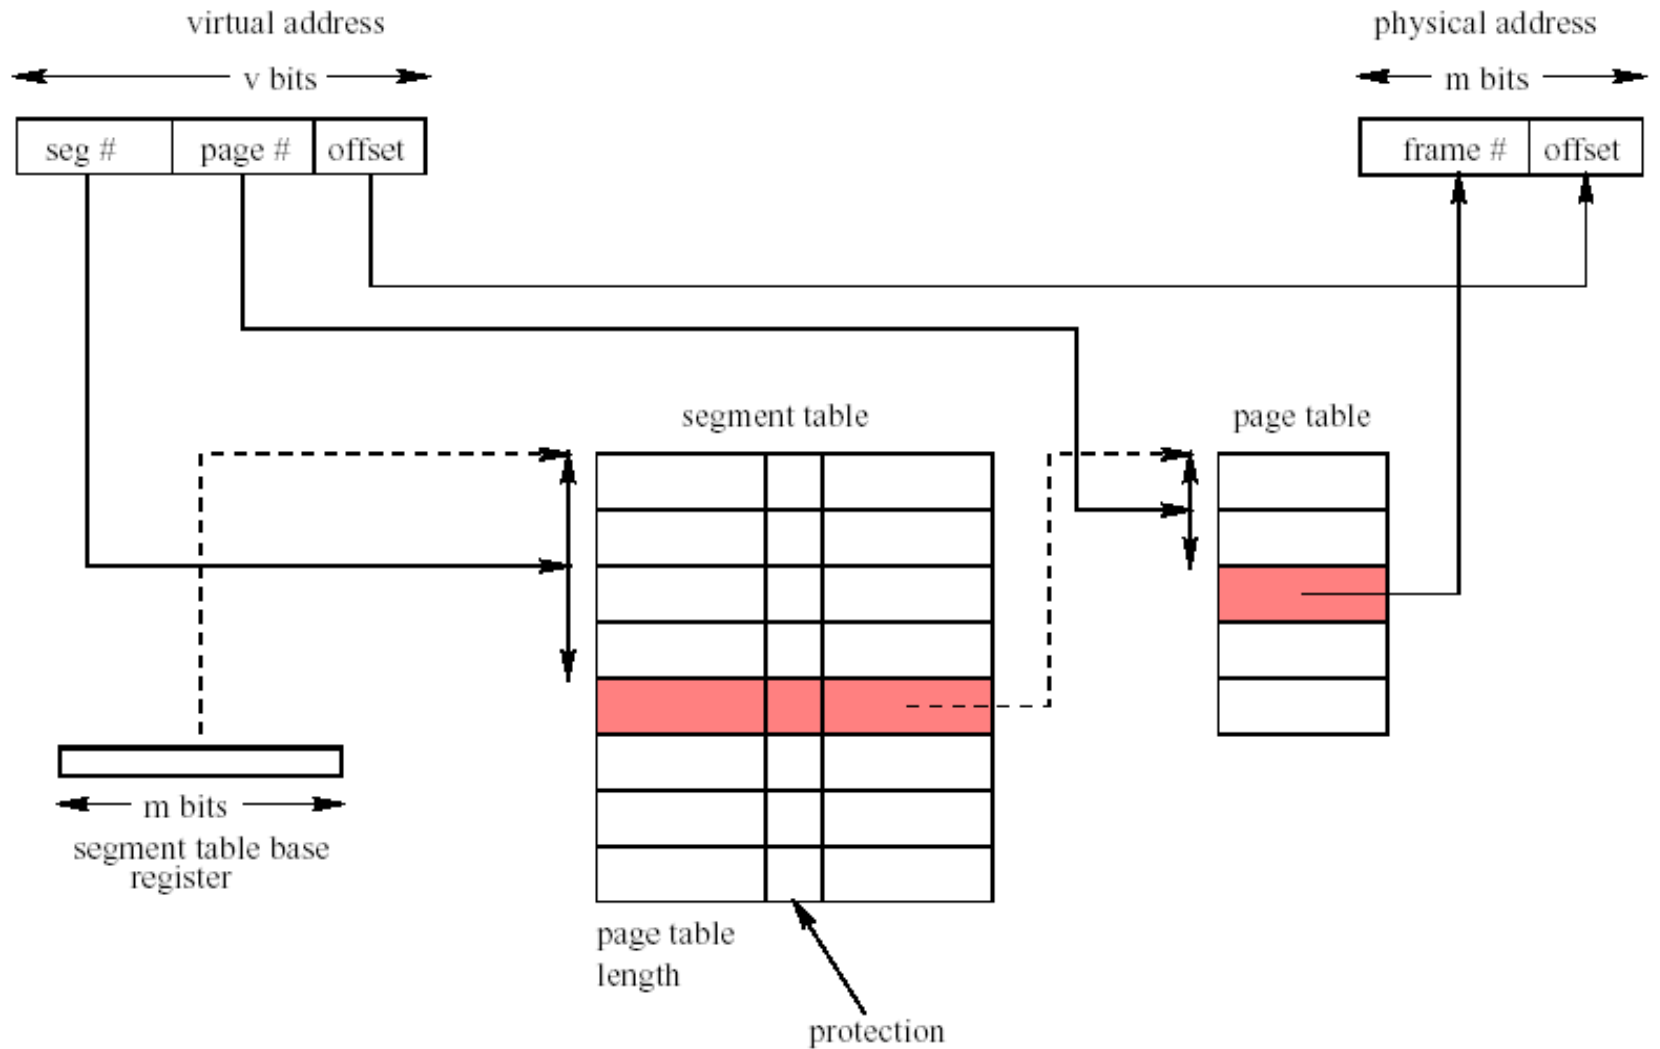 virtual address
physical address
v bits
m bits
seg #
page #
offset
frame #
offset
segment table
page table
m bits
segment table base
register
page table
length
protection